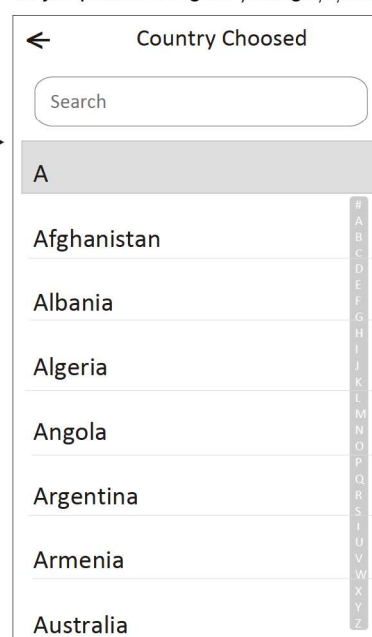 Country Choosed
Search
A
Afghanistan
Albania
Algeria
Angola
Argentina
Armenia
Australia
#
A
B
C
D
E
F
G
H
I
J
K
L
M
N
O
P
Q
R
S
U
V
W
X
Y
Z